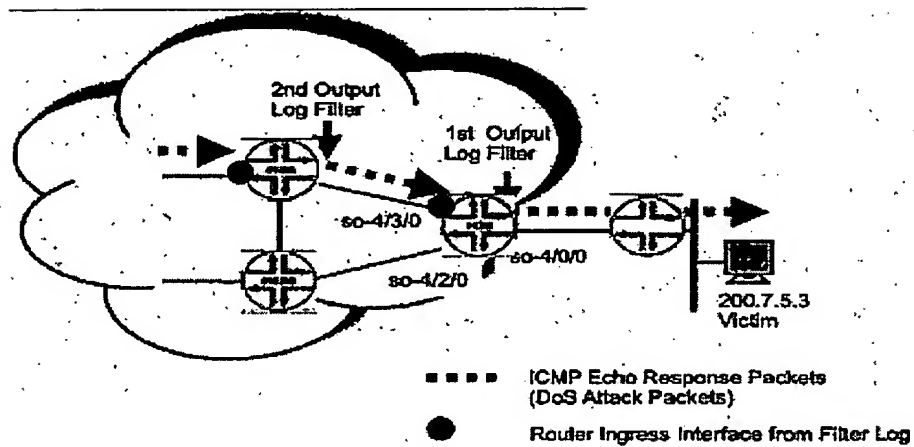 2nd Output
Log Filter
1st Output
Log Filter
so-4/3/0
so-4/0/0
so-4/2/0
200.7.5.3
Victim
ICMP Echo Response Packets
(DoS Attack Packets)
Router Ingress Interface from Filter Log